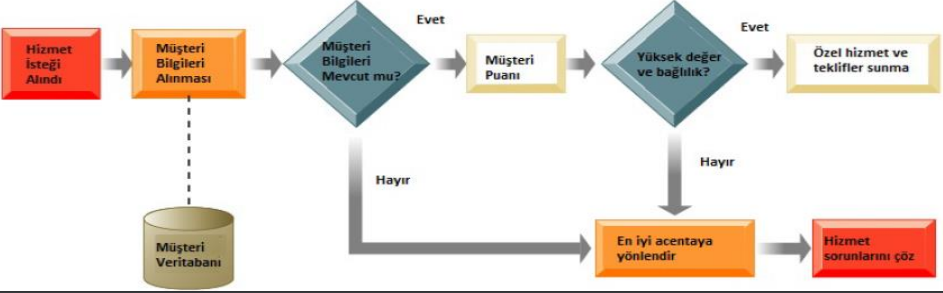 Hizmet
İsteği
Alındı
Müşteri
Bilgileri
Alınması
Müşteri
Bilgileri
Mevcut mu?
Evet
Müşteri
Puanı
Yüksek değer
ve bağlılık?
Evet
Özel hizmet ve
teklifler sunma
Hayır
Hayır
Müşteri
Veritabanı
En iyi acentaya
yönlendir
Hizmet
sorunlarını çöz